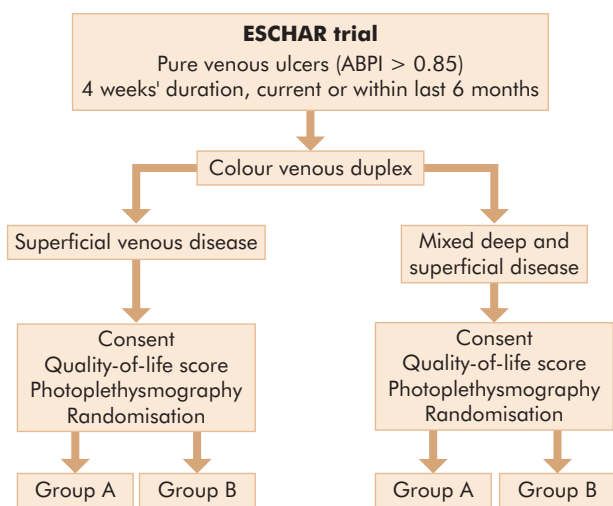 ESCHAR trial
Pure venous ulcers (ABPI > 0.85)
4 weeks' duration, current or within last 6 months
Colour venous duplex
Superficial venous disease
Mixed deep and
superficial disease
Consent
Quality-of-life score
Photoplethysmography
Randomisation
Consent
Quality-of-life score
Photoplethysmography
Randomisation
Group A
Group B
Group A
Group B